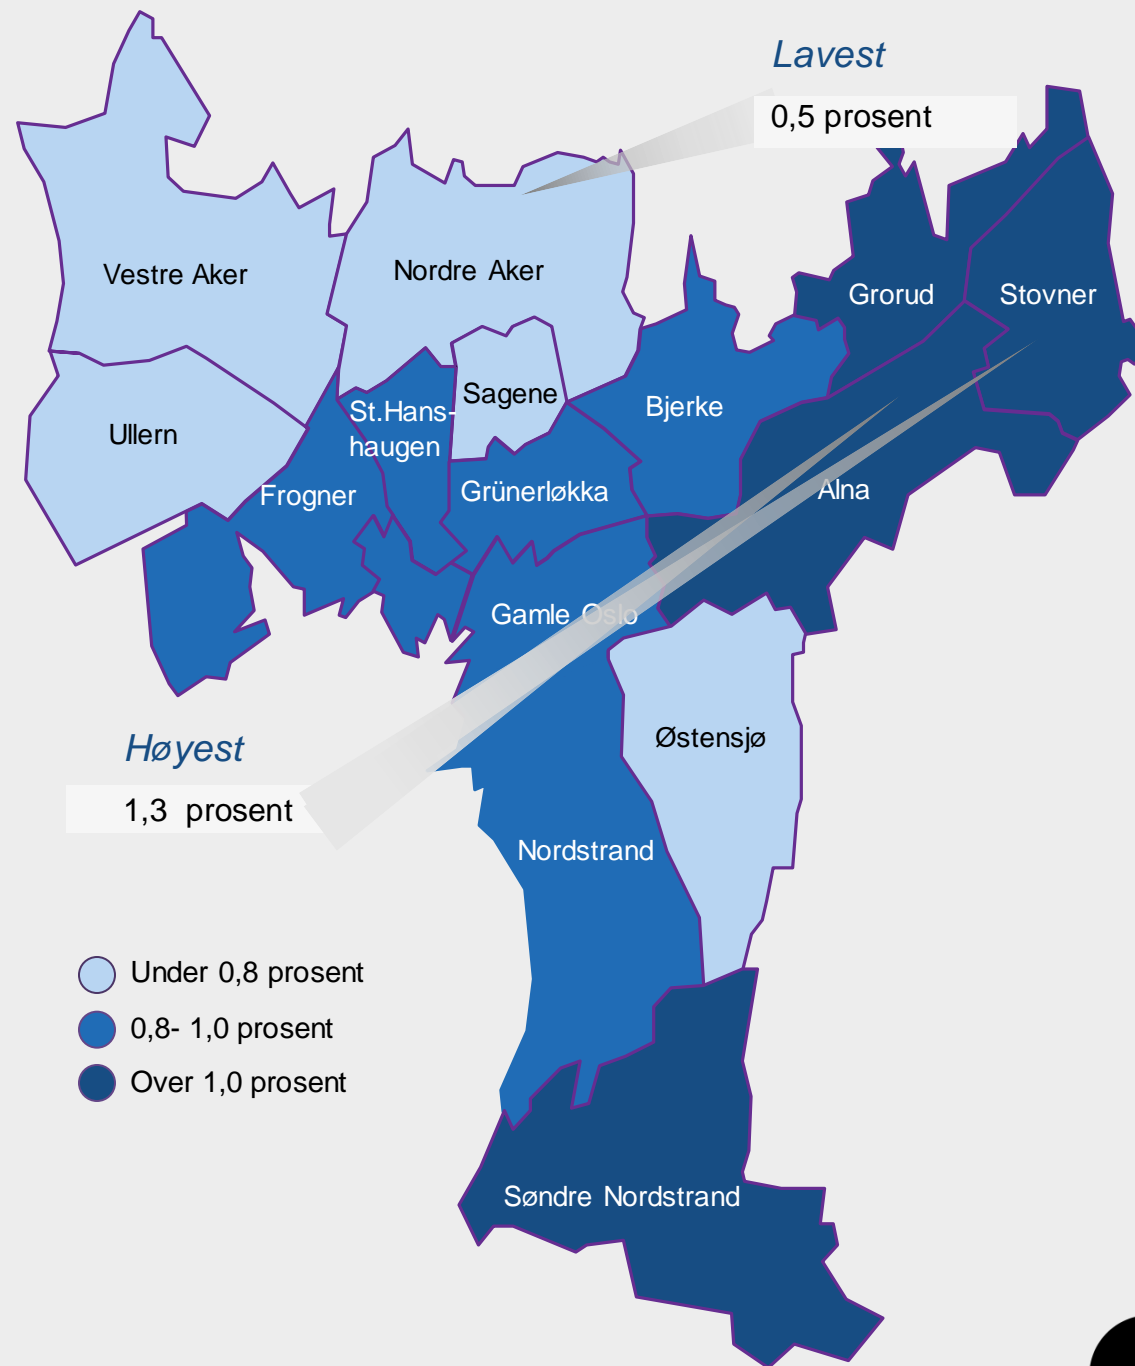 Lavest
0,5 prosent
Vestre Aker
Nordre Aker
Grorud
Stovner
Ullern
St.Hans-
haugen
Sagene
Bjerke
Frogner
Grünerløkka
Alna
Gamle Oslo
Høyest
1,3 prosent
Østensjø
Nordstrand
Under 0,8 prosent
0,8- 1,0 prosent
Over 1,0 prosent
Søndre Nordstrand